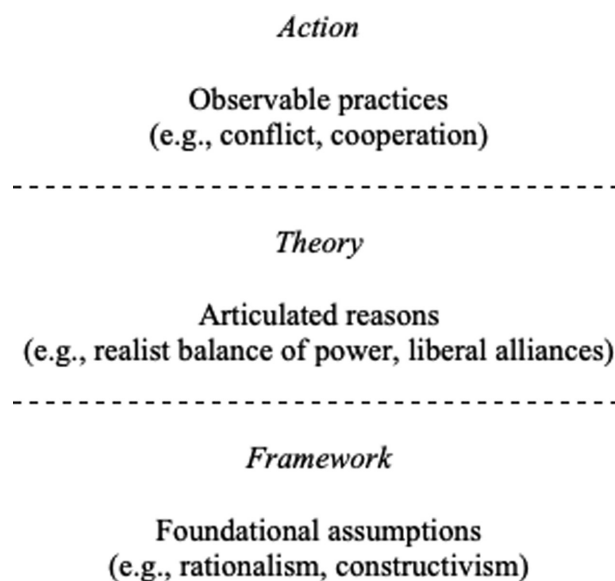 Action
Observable practices
(e.g., conflict, cooperation)
Theory
Articulated reasons
(e.g., realist balance of power, liberal alliances)
Framework
Foundational assumptions
(e.g., rationalism, constructivism)